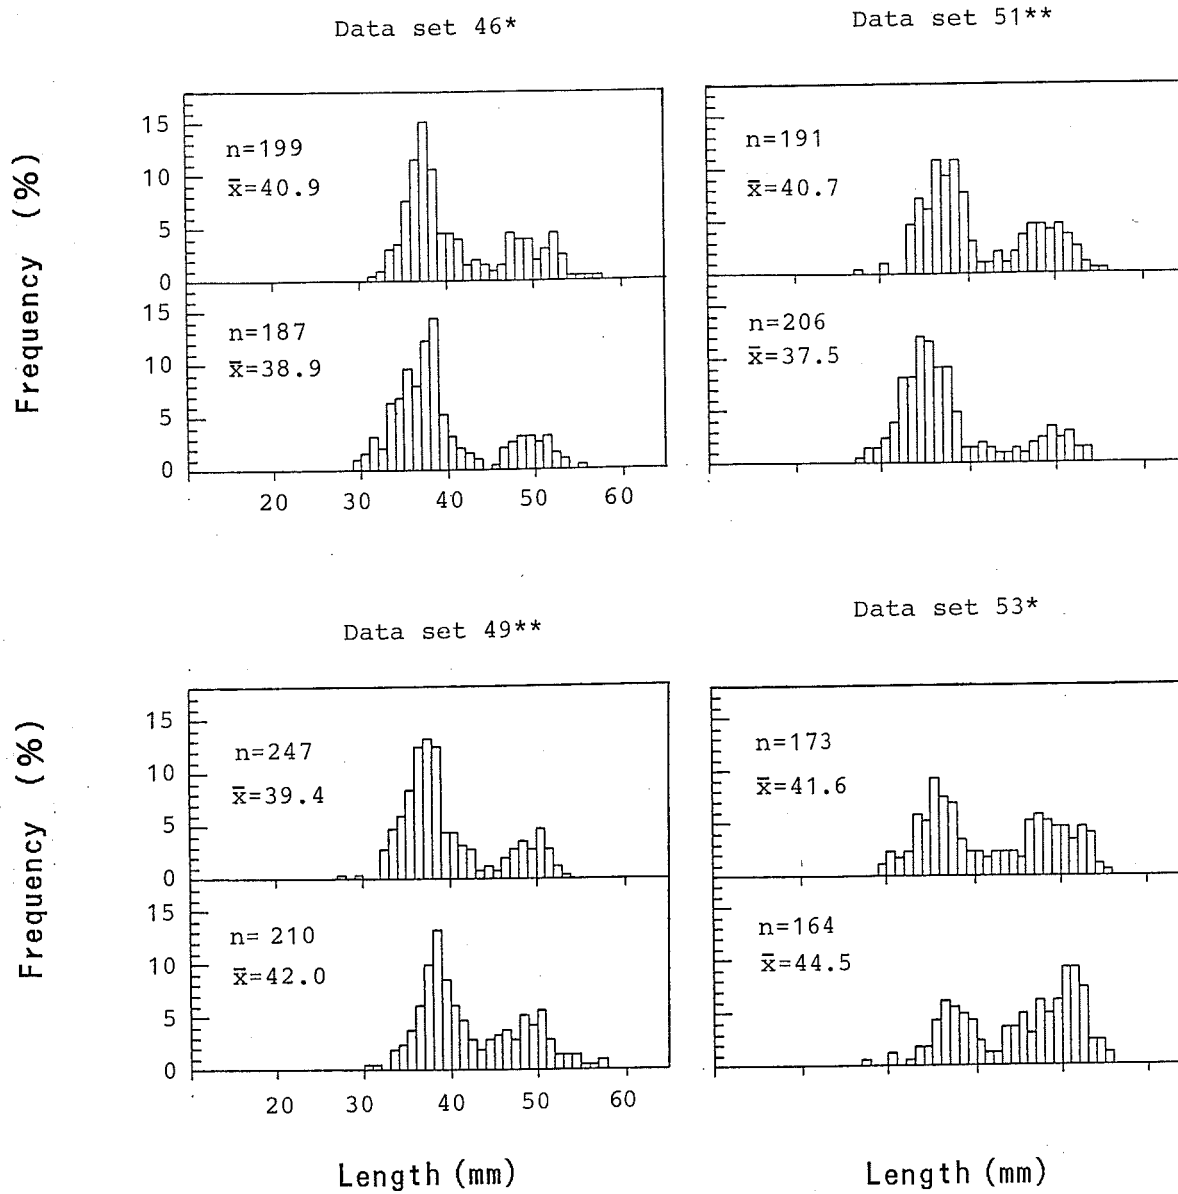 Data set 46*
Data set 51**
Frequency (%)
15
10
5
0
n=199
x̄=40.9
15
10
5
0
n=187
x̄=38.9
20 30 40 50 60
n=191
x̄=40.7
n=206
x̄=37.5
Data set 49**
Data set 53*
Frequency (%)
15
10
5
0
n=247
x̄=39.4
15
10
5
0
n= 210
x̄=42.0
20 30 40 50 60
n=173
x̄=41.6
n=164
x̄=44.5
Length (mm)
Length (mm)